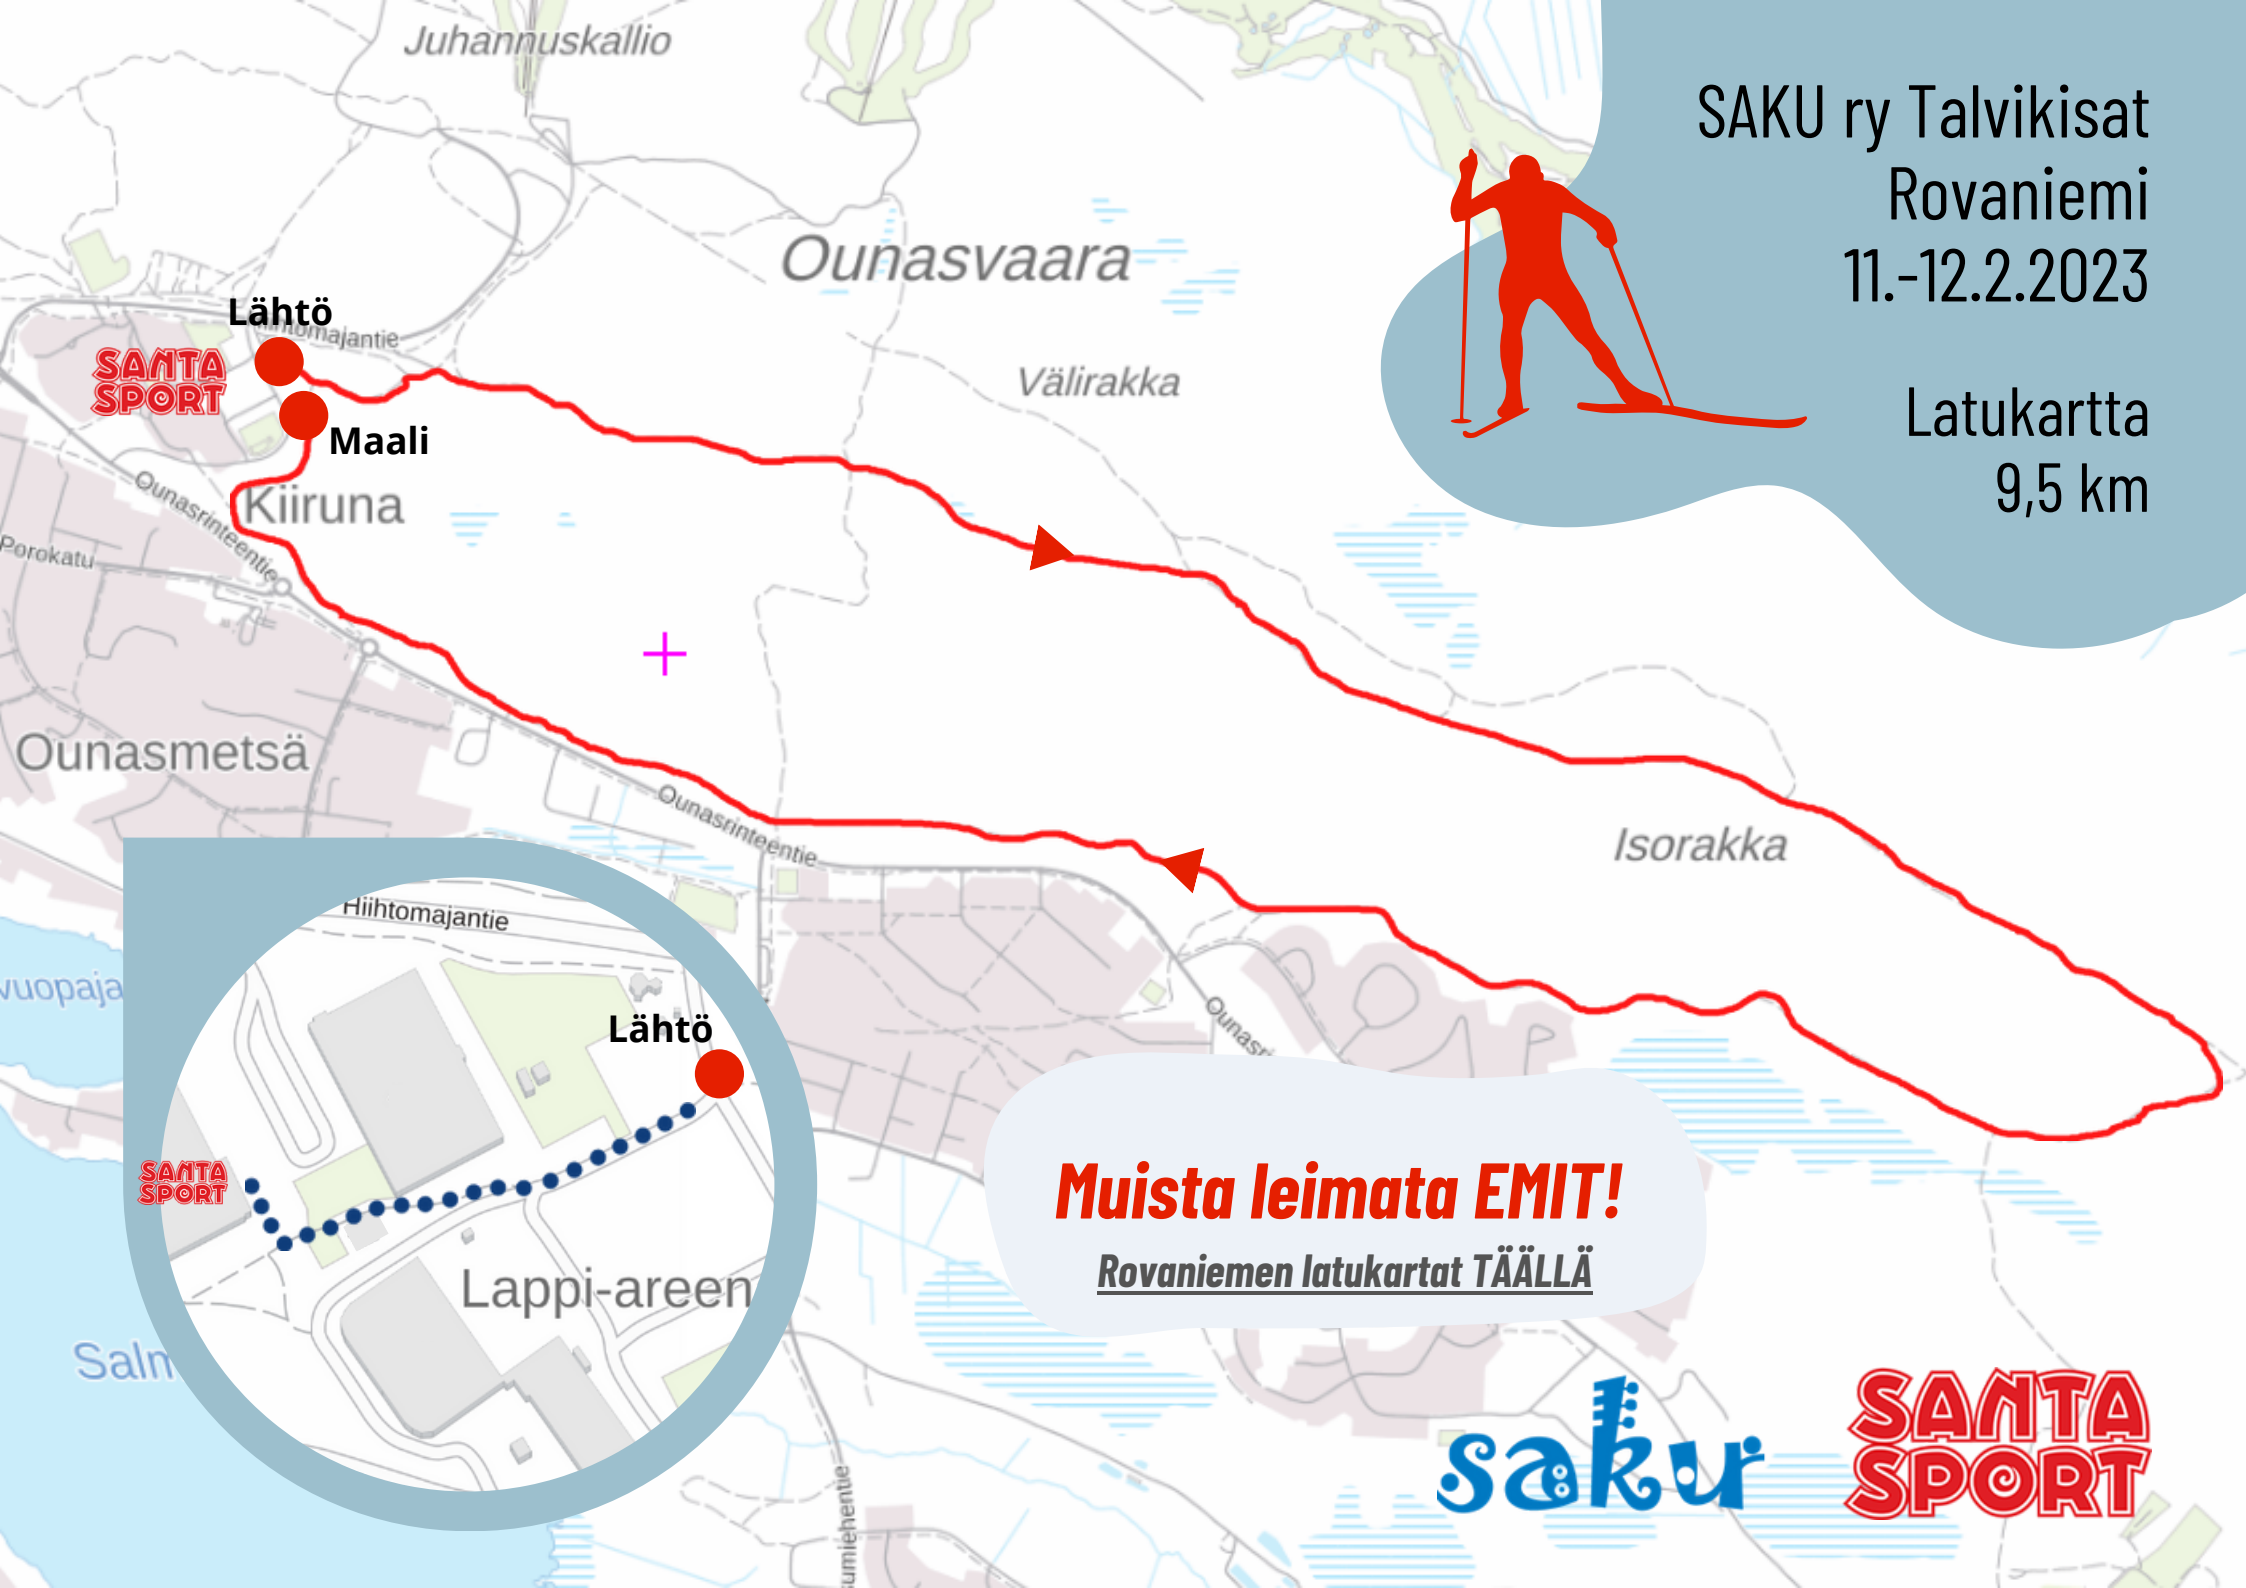 Juhannuskallio
SAKU ry Talvikisat
Rovaniemi
11.-12.2.2023
Latukartta
9,5 km
Ounasvaara
Välirakka
Lähtö
SANTA
SPORT
Maali
Kiiruna
Ounasrinteentie
Porokatu
Ounasmetsä
Ounasrinteentie
Isorakka
Hiihtomajantie
Lähtö
SANTA
SPORT
Lappi-areen
Muista leimata EMIT!
Rovaniemen latukartat TÄÄLLÄ
saku
SANTA
SPORT